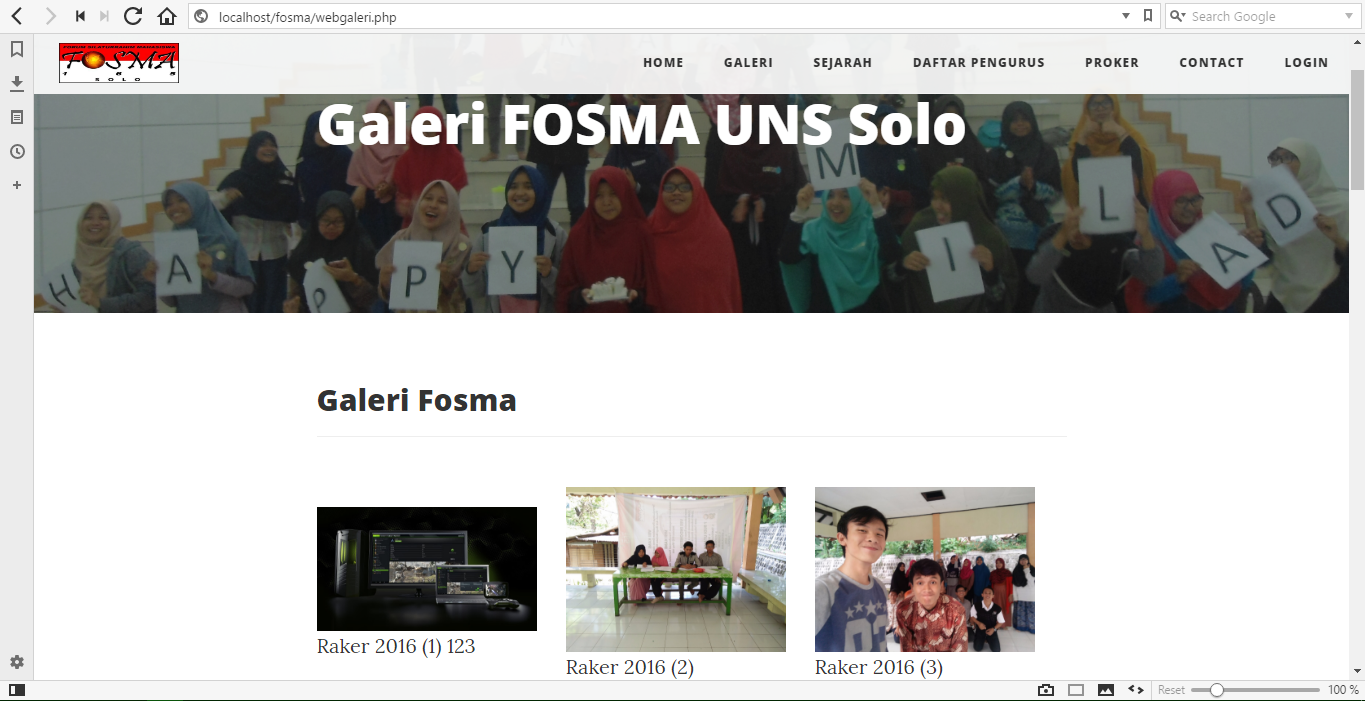 localhost/fosma/webgaleri.php
Search Google
FOSMA
SOLO
HOME GALERI SEJARAH DAFTAR PENGURUS PROKER CONTACT LOGIN
Galeri FOSMA UNS Solo
H A P P Y M I L A D
Galeri Fosma
Raker 2016 (1) 123
Raker 2016 (2)
Raker 2016 (3)
Reset
100 %